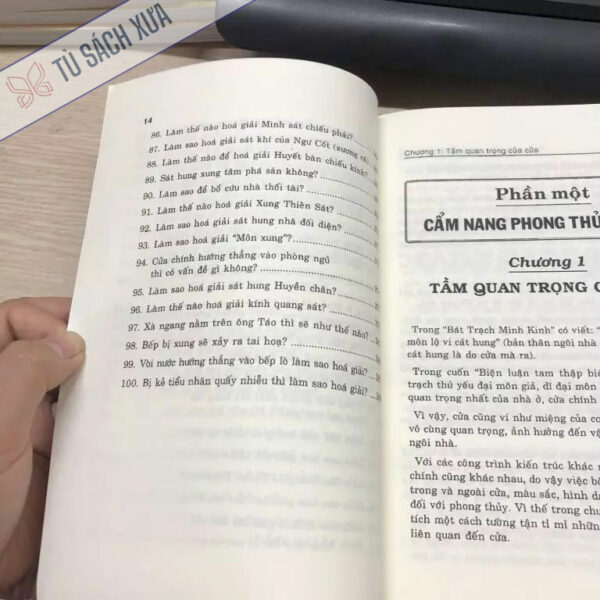 TỦ SÁCH XƯA
14
86. Làm thế nào hoá giải Minh sát chiếu phải?
87. Làm sao hoá giải sát khí của Ngư Cốt (xương cá)
88. Làm thế nào để hoá giải Huyết bàn chiếu kính?
89. Sát hung xung tâm phá sán không?
90. Làm sao để bổ cứu nhà thối tài?
91. Làm thế nào hoá giải Xung Thiên Sát?
92. Làm sao hoá giải sát hung nhà đối diện?
93. Làm sao hoá giải "Môn xung"?
94. Cửa chính hướng thẳng vào phòng ngủ
thì có vấn đề gì không?
95. Làm sao hoá giải sát hung Huyền chân?
96. Làm thế nào hoá giải kính quang sát?
97. Xà ngang nằm trên ông Táo thì sẽ như thế nào?
98. Bếp bị xung sẽ xảy ra tai hoạ?
99. Vòi nước hướng thẳng vào bếp lò làm sao hoá giải?
100. Bị kẻ tiểu nhân quấy nhiễu thì làm sao hoá giải?
Chương 1: Tầm quan trọng của cửa
Phần một
CẨM NANG PHONG THỦ
Chương 1
TẦM QUAN TRỌNG C
Trong "Bát Trạch Minh Kinh" có viết: "
môn lộ vi cát hung" (bản thân ngôi nhà
cát hung là do cửa mà ra).
Trong cuốn "Biện luận tam thập biê
trạch thủ yếu đại môn giả, dĩ đại môn
quan trọng nhất của nhà ở, cửa chính
Vì vậy, cửa cũng ví như miệng của co
vô cùng quan trọng, ảnh hưởng đến vậ
ngôi nhà.
Với các công trình kiến trúc khác n
chính cũng khác nhau, do vậy việc bô
trong và ngoài cửa, màu sắc, hình dạ
đối với phong thủy. Vì thế trong chu
tích một cách tường tận tỉ mỉ những
liên quan đến cửa.